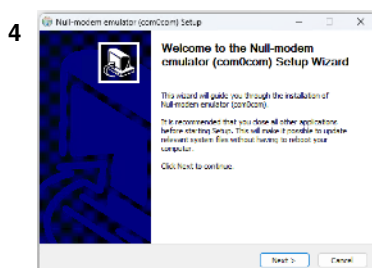 4
Null-modem emulator (com0com) Setup
Welcome to the Null-modem
emulator (com0com) Setup Wizard
This wizard will guide you through the installation of
Null-modem emulator (com0com).
It is recommended that you close all other applications
before starting Setup. This will make it possible to update
relevant system files without having to reboot your
computer.
Click Next to continue.
Next >
Cancel